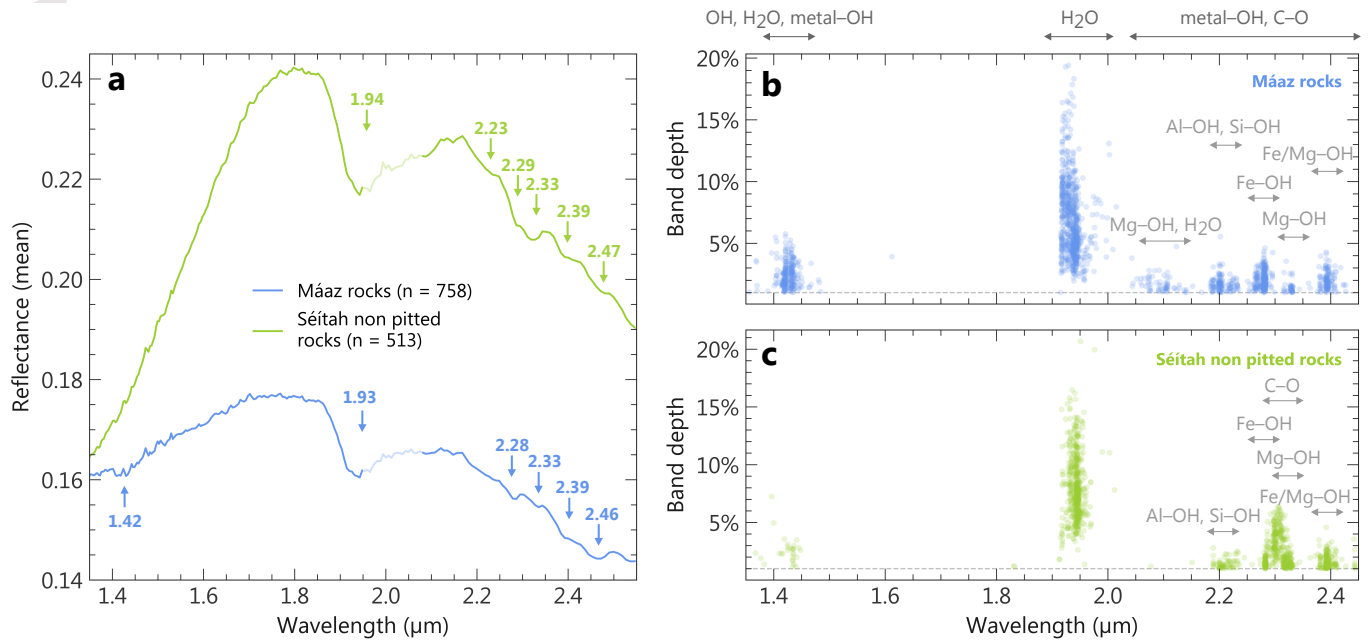 a
0.24
0.22
0.20
0.18
0.16
0.14
Reflectance (mean)
1.94
2.23
2.29
2.33
2.39
2.47
Máaz rocks (n = 758)
Séítah non pitted
rocks (n = 513)
1.93
2.28
2.33
2.39
2.46
1.42
1.4 1.6 1.8 2.0 2.2 2.4
Wavelength (µm)
OH, H2O, metal–OH H2O metal–OH, C–O
b
20%
15%
10%
5%
Band depth
Máaz rocks
Al–OH, Si–OH
Fe/Mg–OH
Fe–OH
Mg–OH, H2O
Mg–OH
c
20%
15%
10%
5%
Band depth
Séítah non pitted rocks
C–O
Fe–OH
Mg–OH
Fe/Mg–OH
Al–OH, Si–OH
1.4 1.6 1.8 2.0 2.2 2.4
Wavelength (µm)